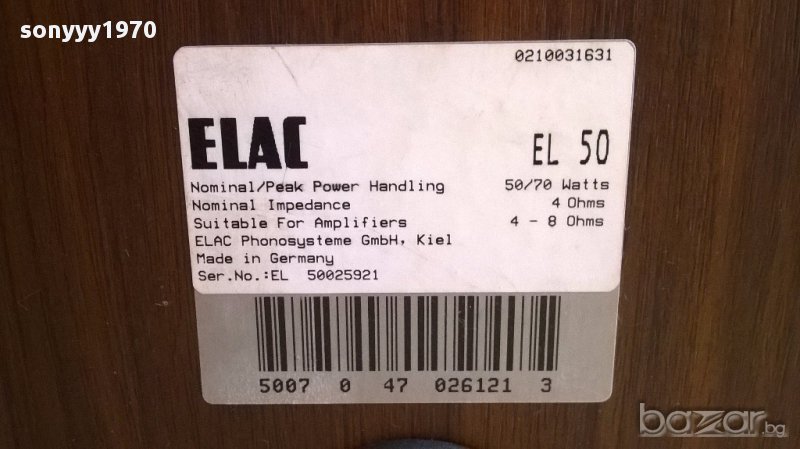 sonyyy1970
0210031631
ELAC EL 50
Nominal/Peak Power Handling 50/70 Watts
Nominal Impedance 4 Ohms
Suitable For Amplifiers 4 - 8 Ohms
ELAC Phonosysteme GmbH, Kiel
Made in Germany
Ser.No.:EL 50025921
5007 0 47 026121 3
bazar.bg